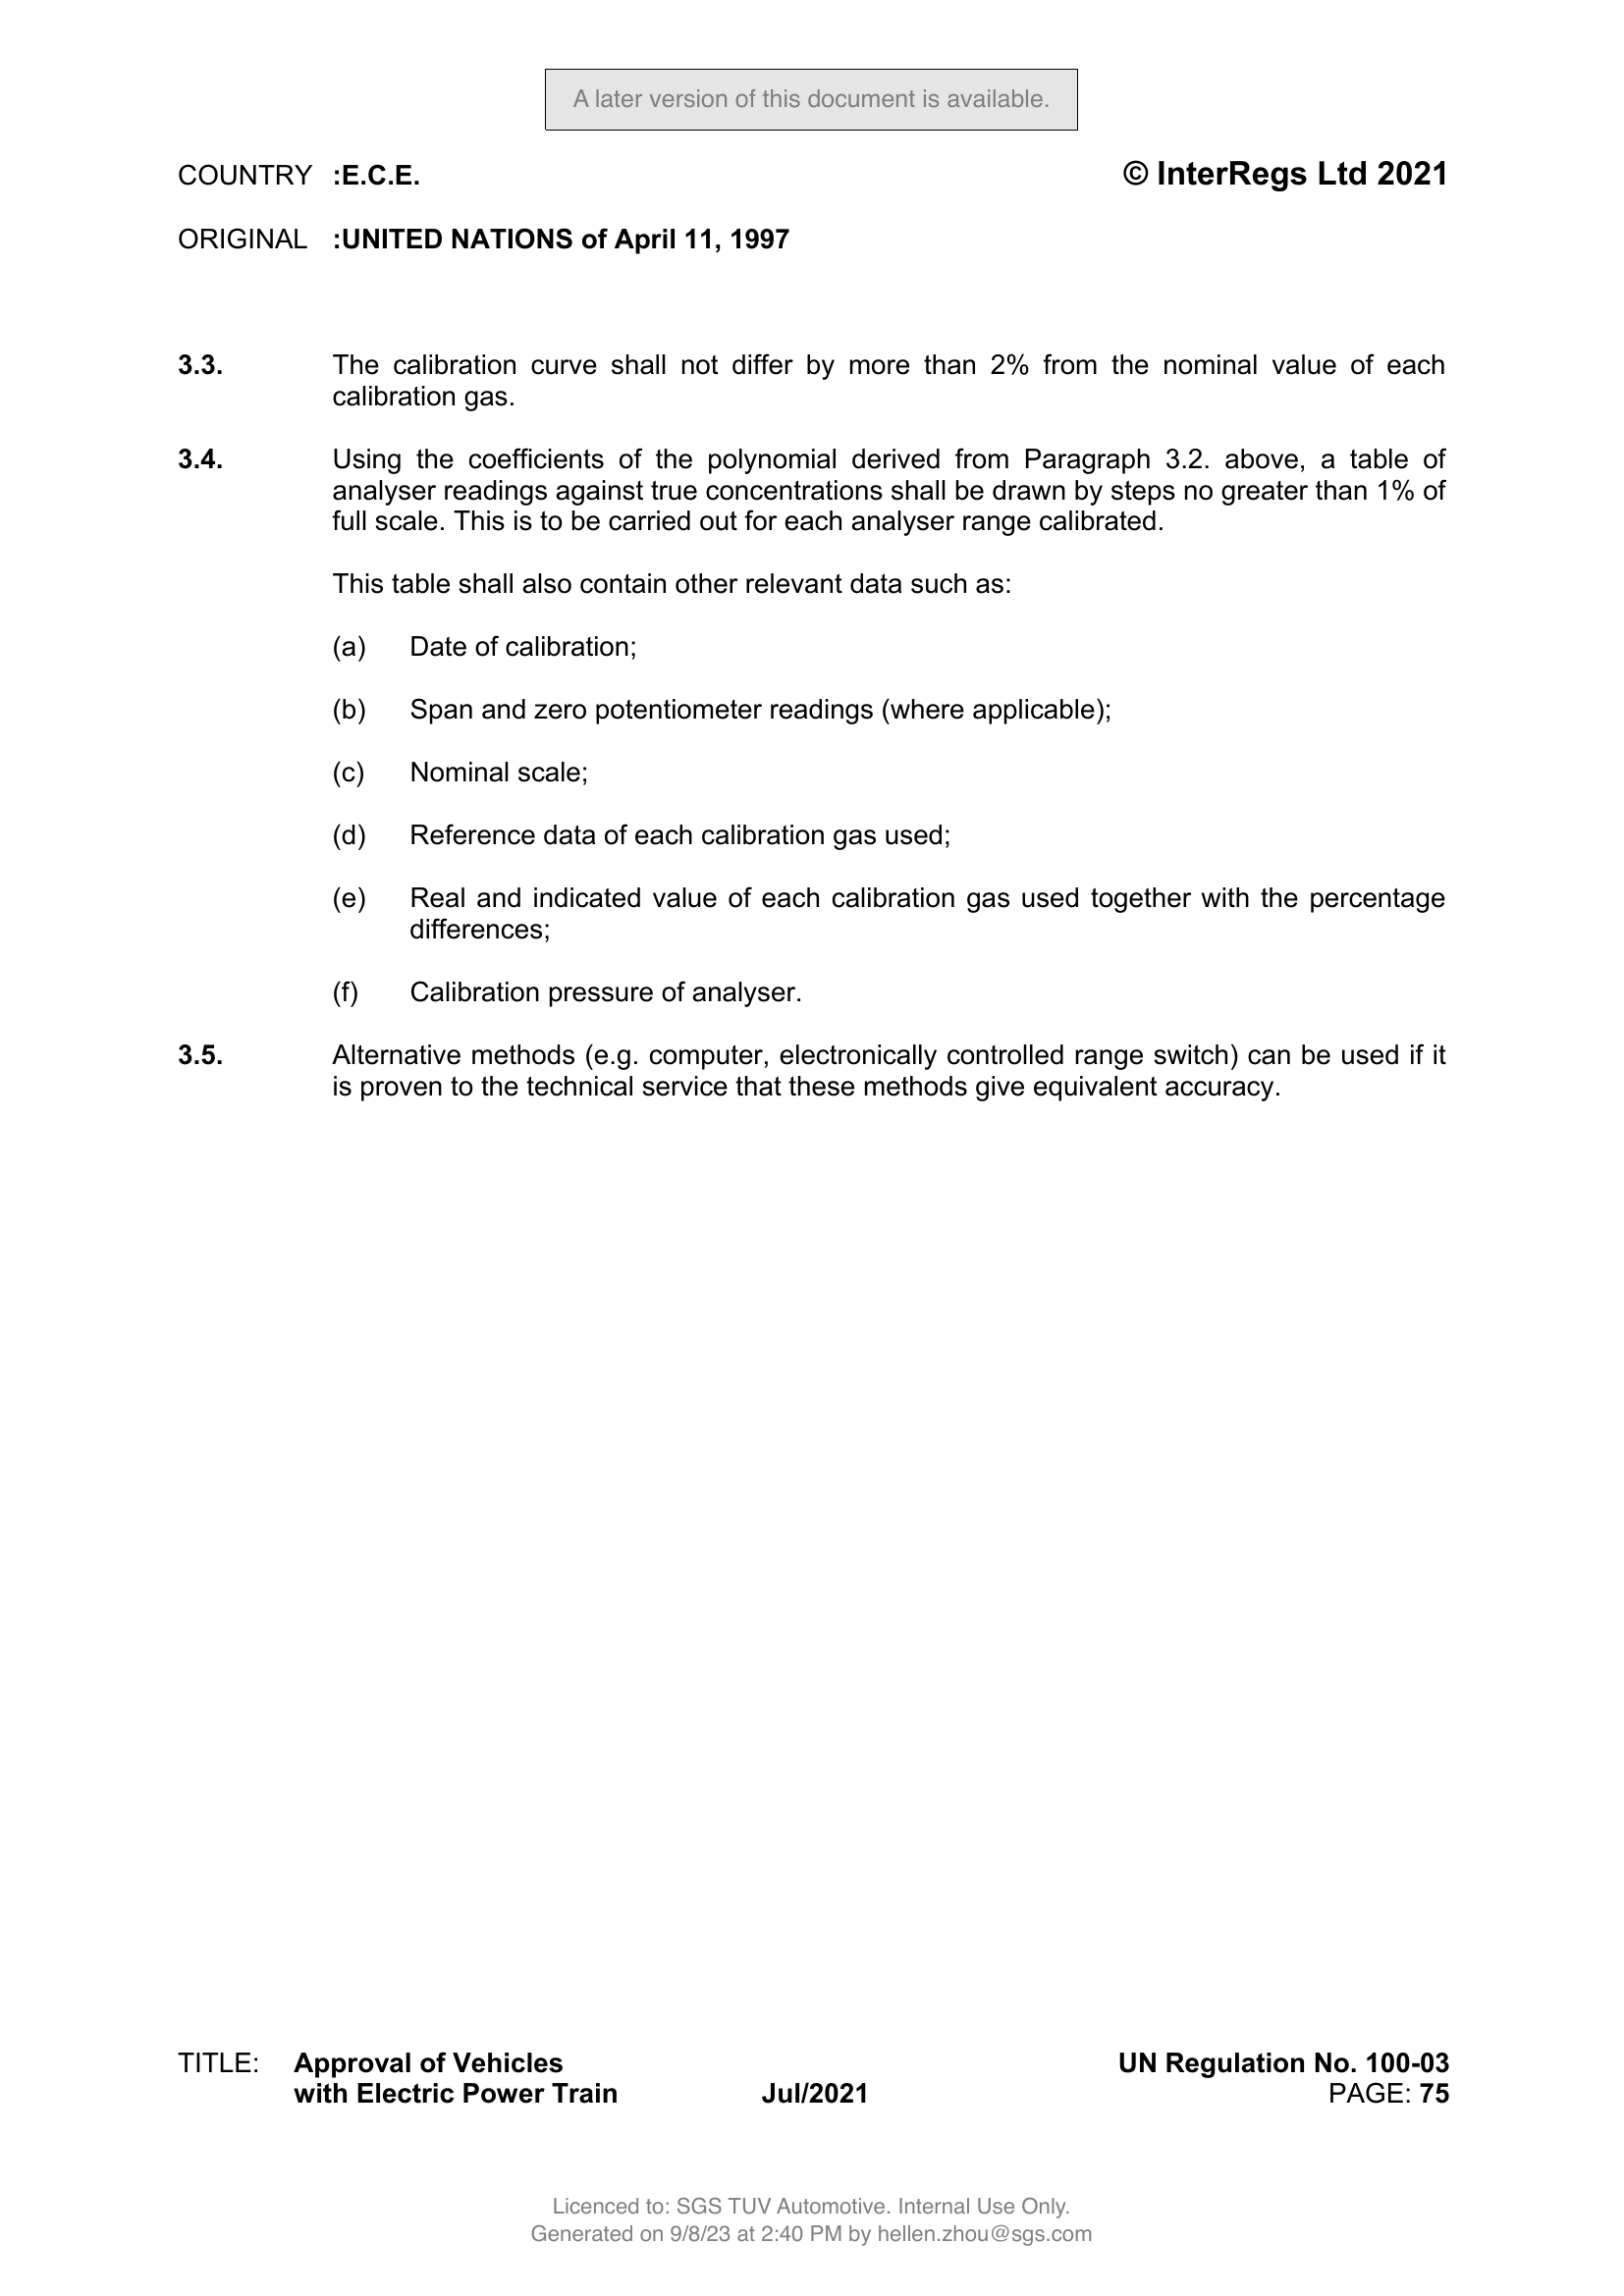 A later version of this document is available.
COUNTRY :E.C.E. © InterRegs Ltd 2021
ORIGINAL :UNITED NATIONS of April 11, 1997
3.3. The calibration curve shall not differ by more than 2% from the nominal value of each
calibration gas.
3.4. Using the coefficients of the polynomial derived from Paragraph 3.2. above, a table of
analyser readings against true concentrations shall be drawn by steps no greater than 1% of
full scale. This is to be carried out for each analyser range calibrated.
This table shall also contain other relevant data such as:
(a) Date of calibration;
(b) Span and zero potentiometer readings (where applicable);
(c) Nominal scale;
(d) Reference data of each calibration gas used;
(e) Real and indicated value of each calibration gas used together with the percentage
differences;
(f) Calibration pressure of analyser.
3.5. Alternative methods (e.g. computer, electronically controlled range switch) can be used if it
is proven to the technical service that these methods give equivalent accuracy.
TITLE: Approval of Vehicles UN Regulation No. 100-03
with Electric Power Train Jul/2021 PAGE: 75
Licenced to: SGS TUV Automotive. Internal Use Only.
Generated on 9/8/23 at 2:40 PM by hellen.zhou@sgs.com